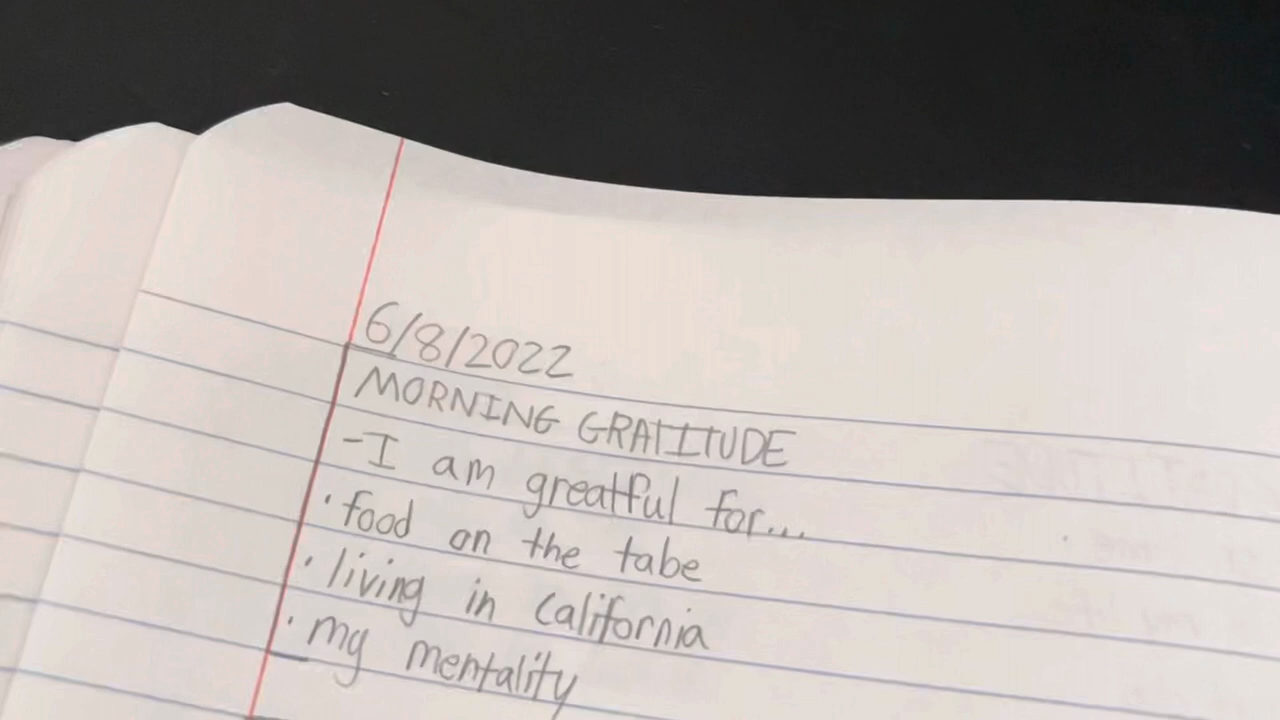 6/8/2022
MORNING GRATITUDE
-I am greatful for...
· food on the tabe
· living in California
· my mentality